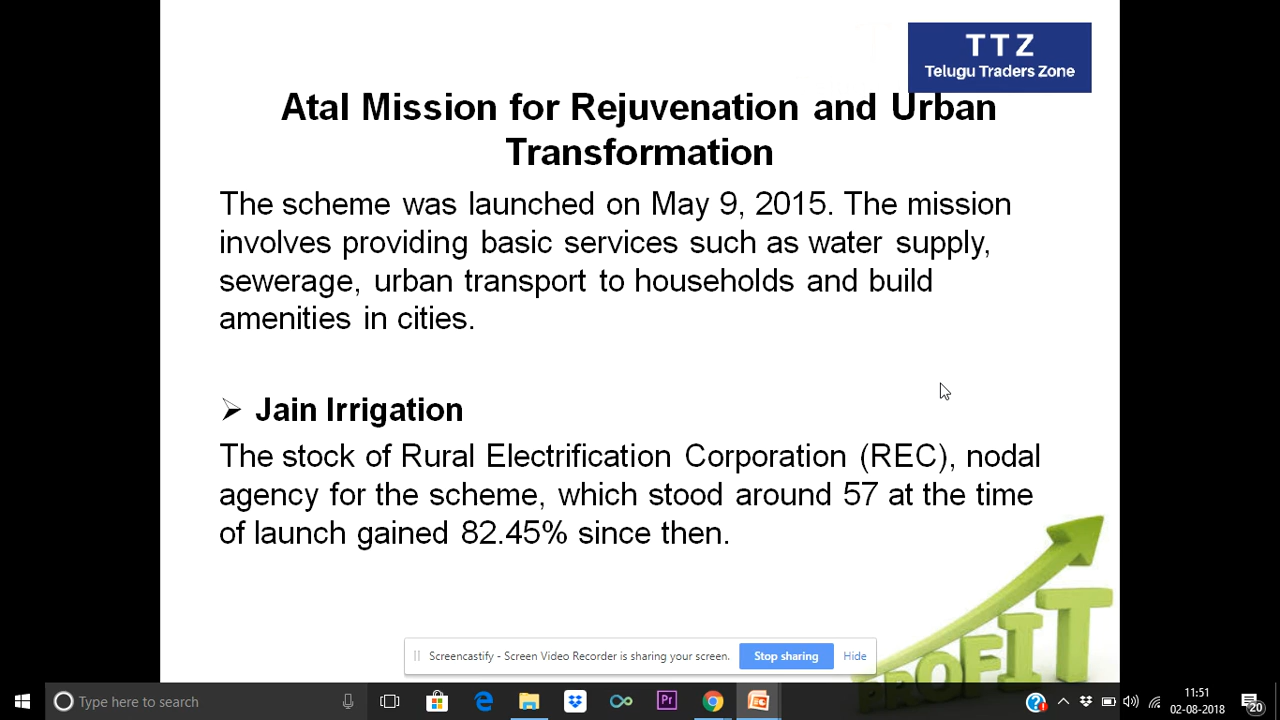 TTZ
Telugu Traders Zone
Atal Mission for Rejuvenation and Urban
Transformation
The scheme was launched on May 9, 2015. The mission
involves providing basic services such as water supply,
sewerage, urban transport to households and build
amenities in cities.
➢ Jain Irrigation
The stock of Rural Electrification Corporation (REC), nodal
agency for the scheme, which stood around 57 at the time
of launch gained 82.45% since then.
PROFIT
Screencastify - Screen Video Recorder is sharing your screen. Stop sharing Hide
Type here to search
Pr
11:51
02-08-2018
20